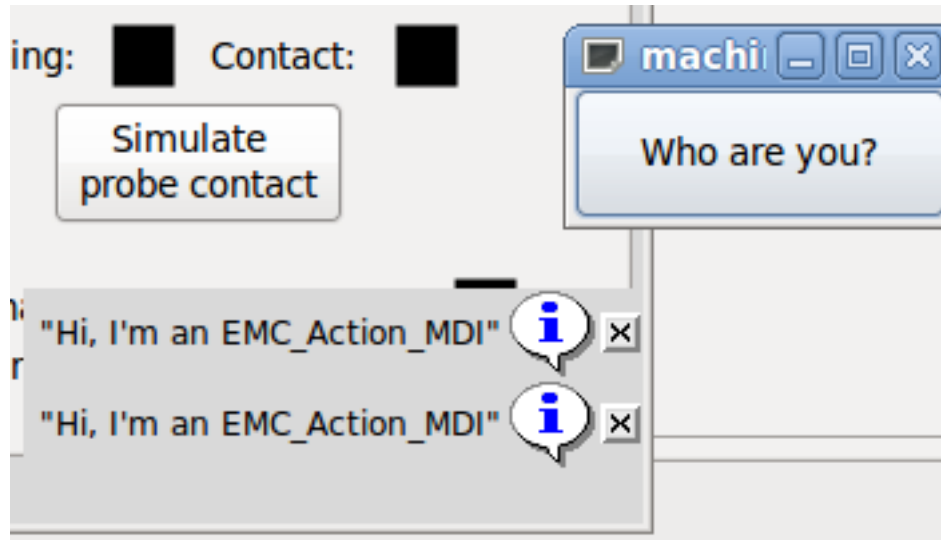 ing: Contact:
machi
Simulate
probe contact
Who are you?
"Hi, I'm an EMC_Action_MDI"
"Hi, I'm an EMC_Action_MDI"